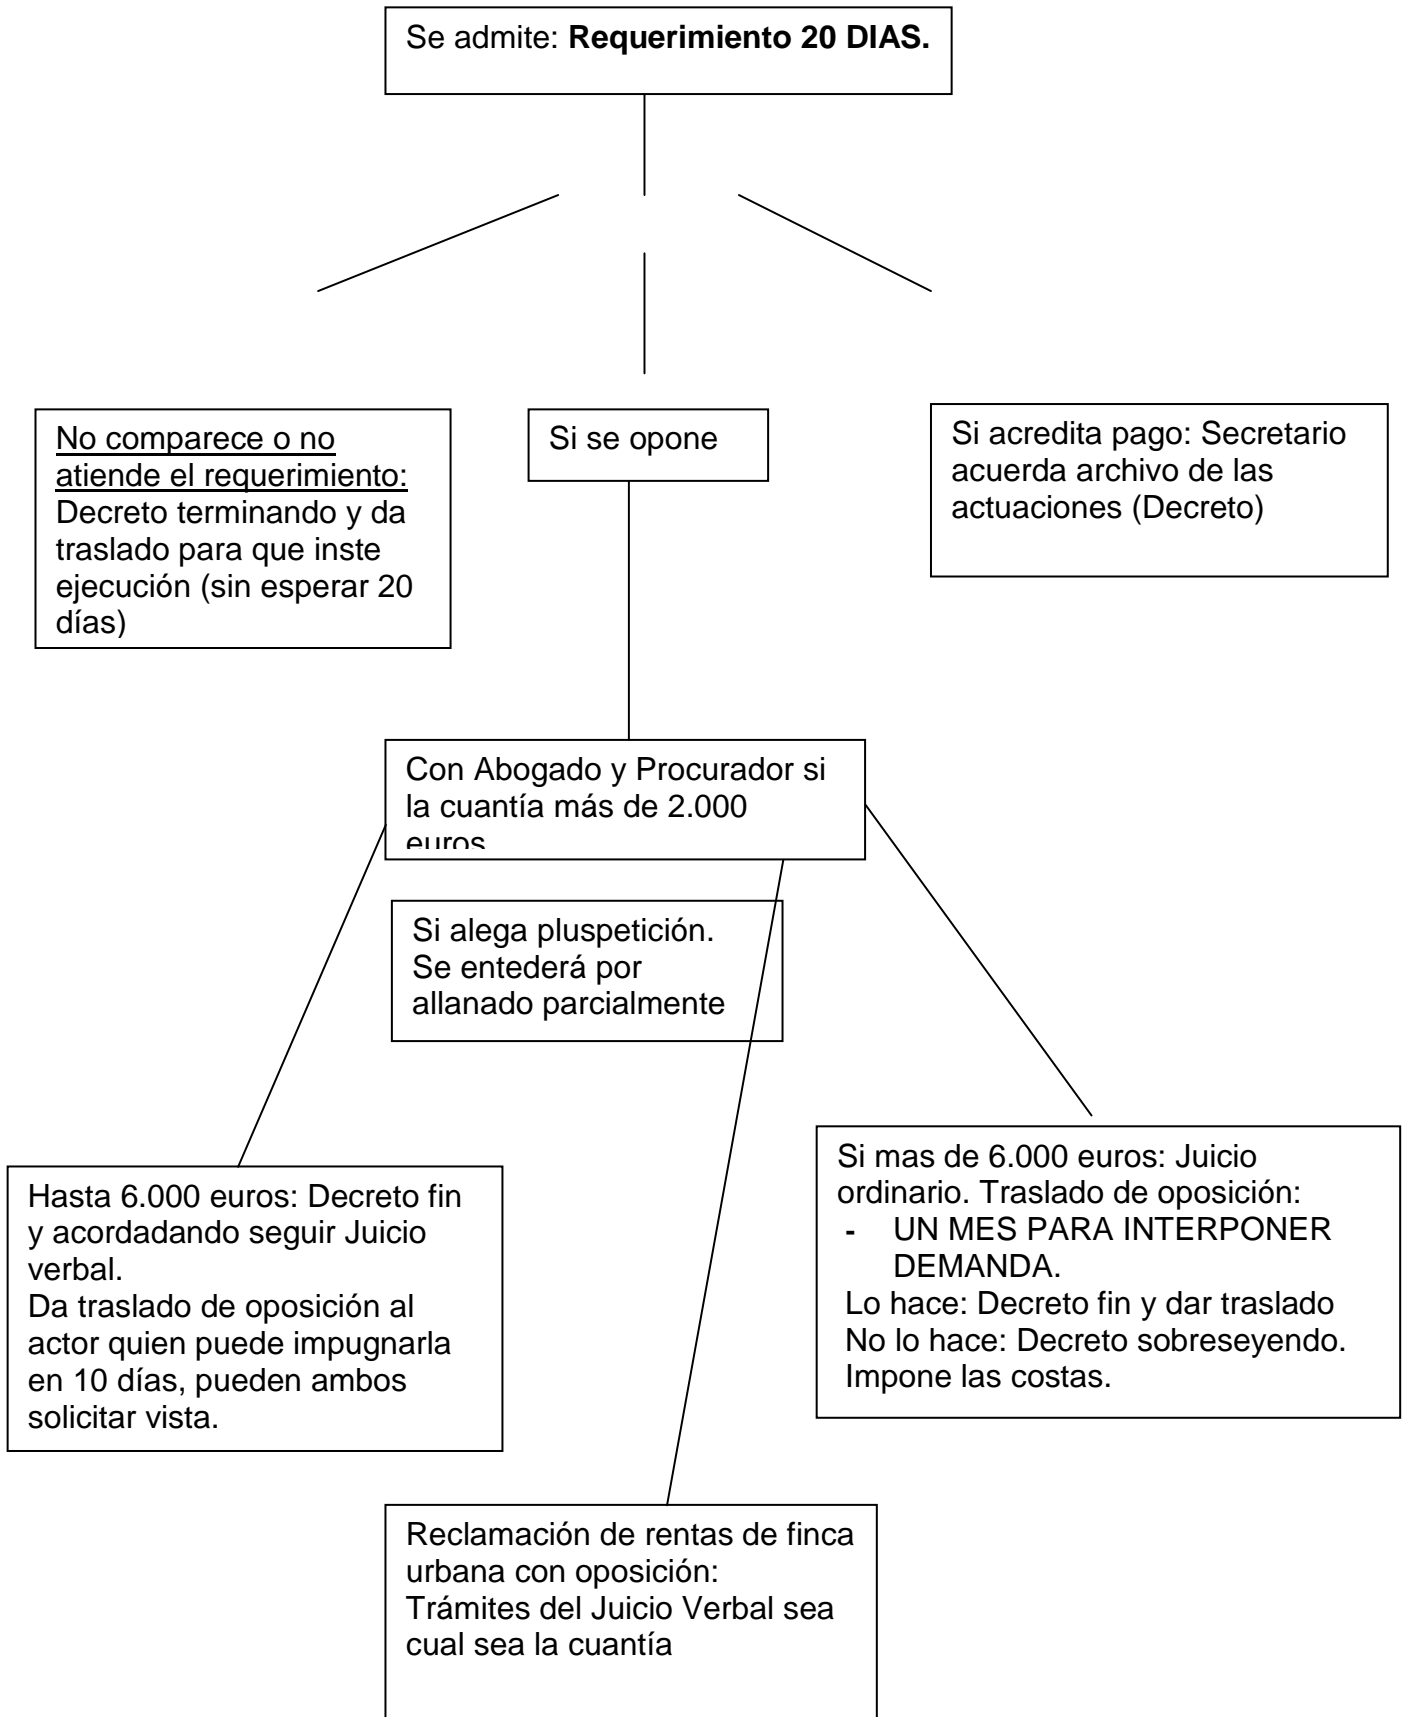 Se admite: Requerimiento 20 DIAS.
No comparece o no
atiende el requerimiento:
Decreto terminando y da
traslado para que inste
ejecución (sin esperar 20
días)
Si se opone
Si acredita pago: Secretario
acuerda archivo de las
actuaciones (Decreto)
Con Abogado y Procurador si
la cuantía más de 2.000
euros
Si alega pluspetición.
Se entederá por
allanado parcialmente
Hasta 6.000 euros: Decreto fin
y acordadando seguir Juicio
verbal.
Da traslado de oposición al
actor quien puede impugnarla
en 10 días, pueden ambos
solicitar vista.
Si mas de 6.000 euros: Juicio
ordinario. Traslado de oposición:
- UN MES PARA INTERPONER
DEMANDA.
Lo hace: Decreto fin y dar traslado
No lo hace: Decreto sobreseyendo.
Impone las costas.
Reclamación de rentas de finca
urbana con oposición:
Trámites del Juicio Verbal sea
cual sea la cuantía